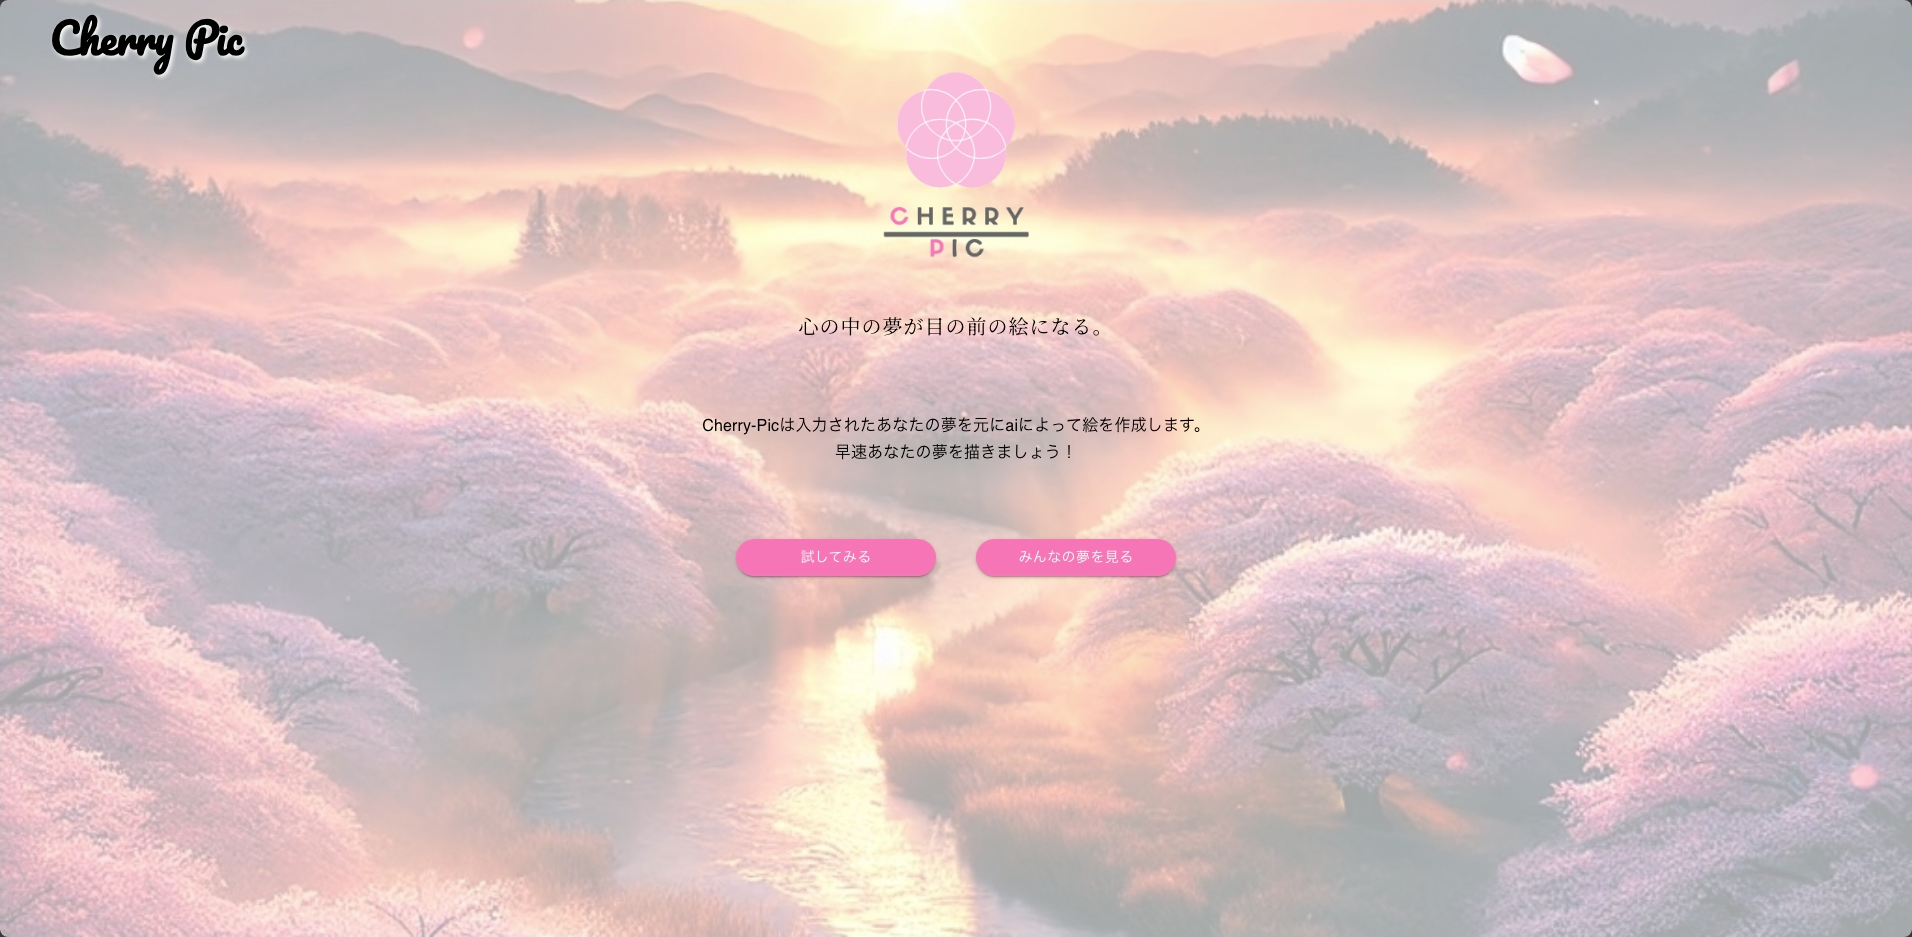 Cherry Pic
CHERRY
PIC
心の中の夢が目の前の絵になる。
Cherry-Picは入力されたあなたの夢を元にaiによって絵を作成します。
早速あなたの夢を描きましょう！
試してみる
みんなの夢を見る